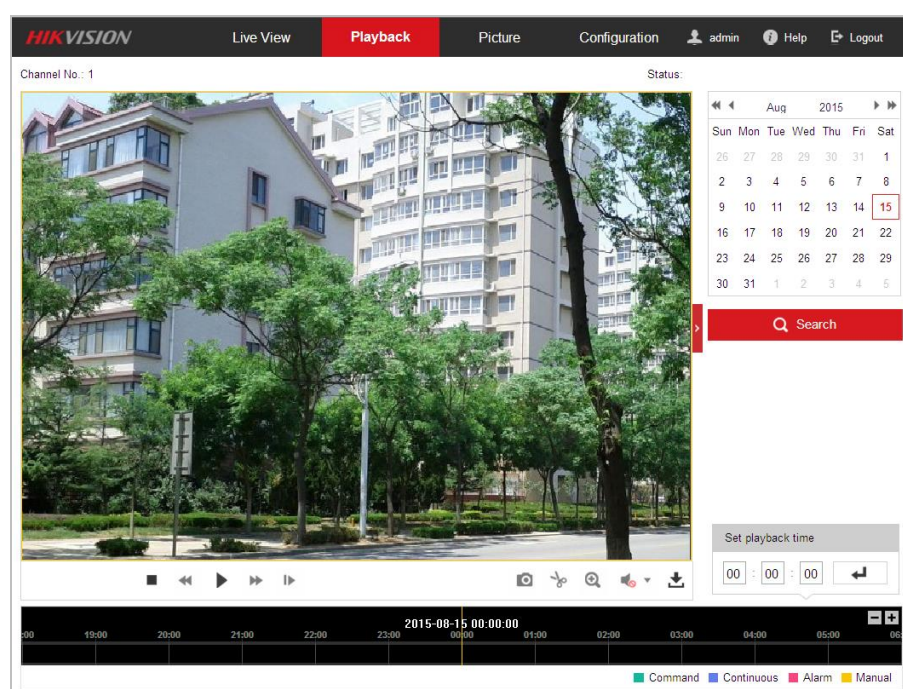 HIKVISION Live View Playback Picture Configuration admin Help Logout
Channel No.: 1 Status:
Aug 2015
Sun Mon Tue Wed Thu Fri Sat
26 27 28 29 30 31 1
2 3 4 5 6 7 8
9 10 11 12 13 14 15
16 17 18 19 20 21 22
23 24 25 26 27 28 29
30 31 1 2 3 4 5
Search
Set playback time
00 : 00 : 00
2015-08-15 00:00:00
:00 19:00 20:00 21:00 22:00 23:00 00:00 01:00 02:00 03:00 04:00 05:00 06:
Command Continuous Alarm Manual